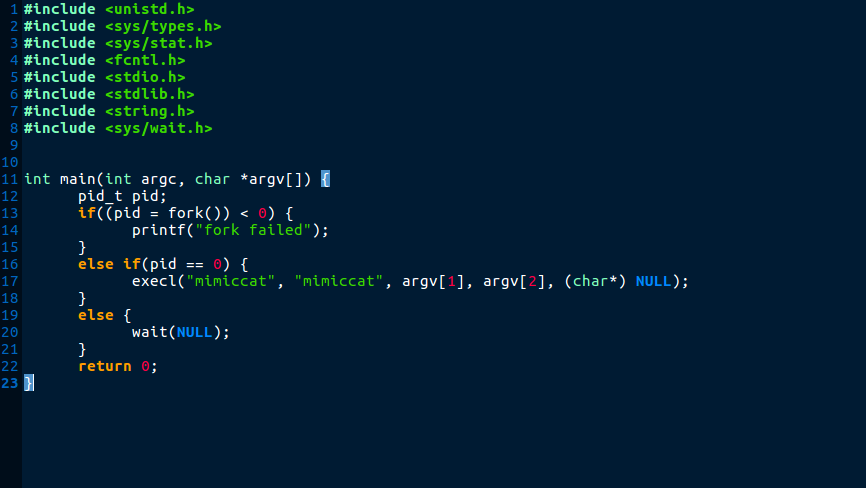 1 #include <unistd.h>
2 #include <sys/types.h>
3 #include <sys/stat.h>
4 #include <fcntl.h>
5 #include <stdio.h>
6 #include <stdlib.h>
7 #include <string.h>
8 #include <sys/wait.h>
9
10
11 int main(int argc, char *argv[]) {
12       pid_t pid;
13       if((pid = fork()) < 0) {
14             printf("fork failed");
15       }
16       else if(pid == 0) {
17             execl("mimiccat", "mimiccat", argv[1], argv[2], (char*) NULL);
18       }
19       else {
20             wait(NULL);
21       }
22       return 0;
23 }